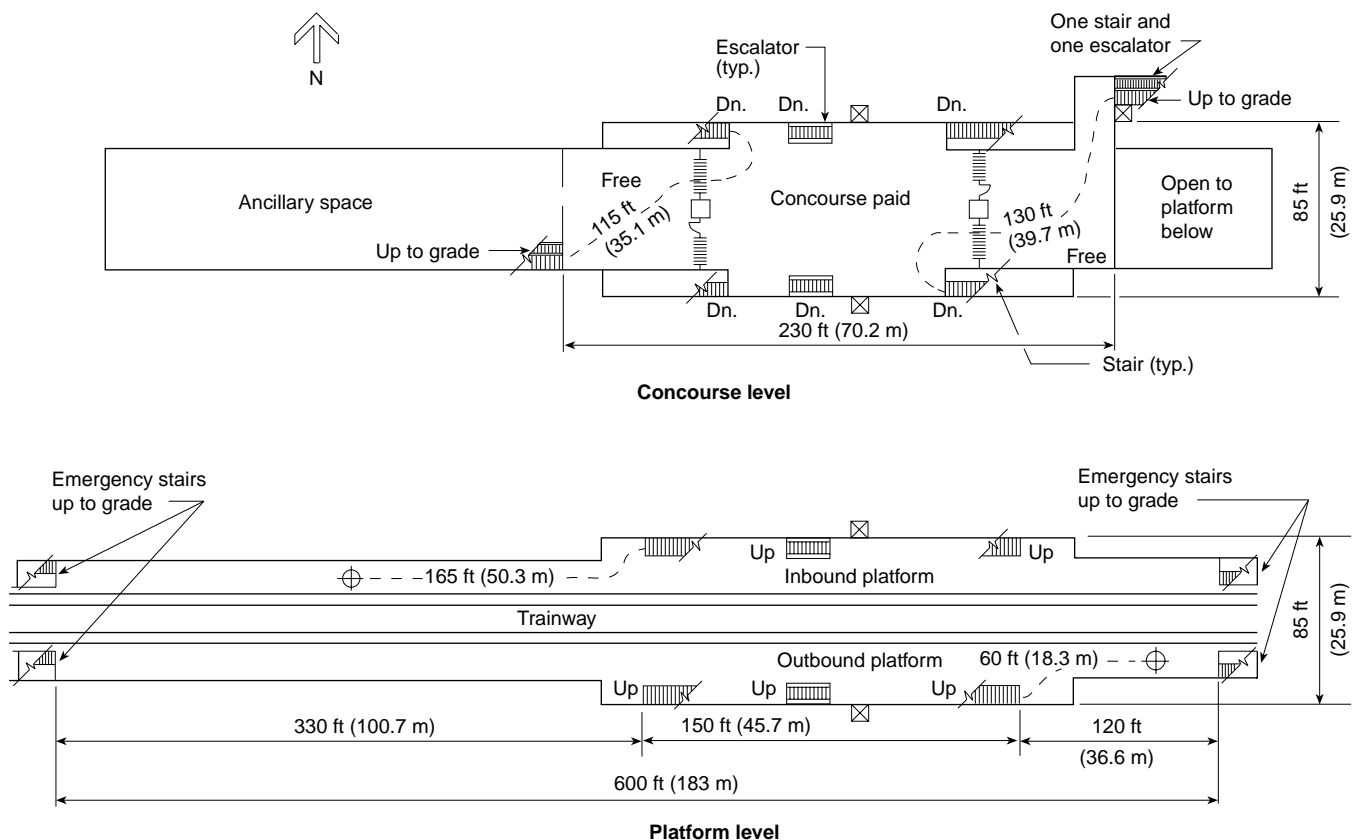 One stair and
one escalator
Escalator
(typ.)
N
Dn.
Dn.
Dn.
Up to grade
Free
Ancillary space
Concourse paid
Open to
platform
below
85 ft
(25.9 m)
115 ft
(35.1 m)
130 ft
(39.7 m)
Up to grade
Free
Dn.
Dn.
Dn.
230 ft (70.2 m)
Stair (typ.)
Concourse level
Emergency stairs
up to grade
Emergency stairs
up to grade
Up
Up
165 ft (50.3 m)
Inbound platform
Trainway
85 ft
(25.9 m)
Outbound platform
60 ft (18.3 m)
Up
Up
Up
330 ft (100.7 m)
150 ft (45.7 m)
120 ft
(36.6 m)
600 ft (183 m)
Platform level